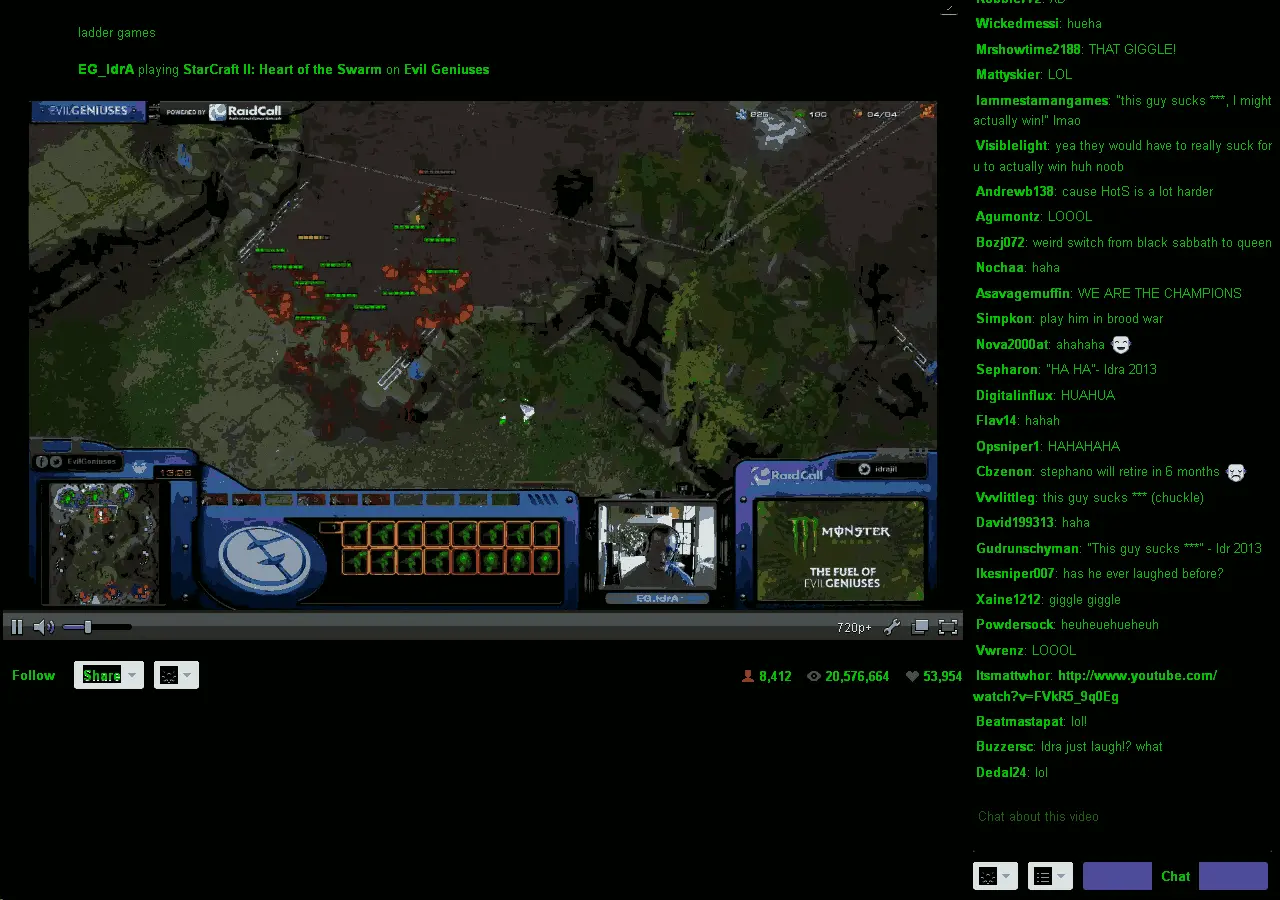 ladder games
EG_IdrA playing StarCraft II: Heart of the Swarm on Evil Geniuses
EVILGENIUSES
POWERED BY RaidCall
100
04/04
EvilGeniuses
13:28
RaidCall
idrajit
MONSTER
ENERGY
THE FUEL OF
EVILGENIUSES
EG.IdrA
720p+
Follow
Share
8,412
20,576,664
53,954
Wickedmessi: hueha
Mrshowtime2188: THAT GIGGLE!
Mattyskier: LOL
Iammestamangames: "this guy sucks ***, I might
actually win!" lmao
Visiblelight: yea they would have to really suck for
u to actually win huh noob
Andrewb138: cause HotS is a lot harder
Agumontz: LOOOL
Bozj072: weird switch from black sabbath to queen
Nochaa: haha
Asavagemuffin: WE ARE THE CHAMPIONS
Simpkon: play him in brood war
Nova2000at: ahahaha
Sepharon: "HA HA"- Idra 2013
Digitalinflux: HUAHUA
Flav14: hahah
Opsniper1: HAHAHAHA
Cbzenon: stephano will retire in 6 months
Vvvlittleg: this guy sucks *** (chuckle)
David199313: haha
Gudrunschyman: "This guy sucks ***" - Idr 2013
Ikesniper007: has he ever laughed before?
Xaine1212: giggle giggle
Powdersock: heuheuehueheuh
Vwrenz: LOOOL
Itsmattwhor: http://www.youtube.com/
watch?v=FVkR5_9q0Eg
Beatmastapat: lol!
Buzzersc: Idra just laugh!? what
Dedal24: lol
Chat about this video
Chat